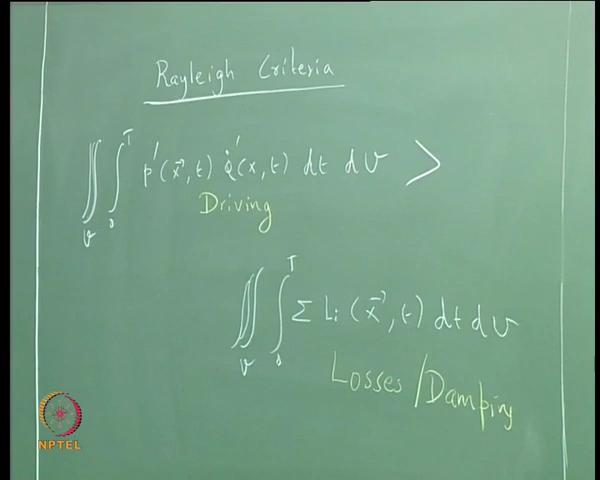 Rayleigh Criteria
∭_V ∫_0^T p'(x⃗,t) q̇'(x,t) dt dV >
Driving
∭_V ∫_0^T Σ Li (x⃗,t) dt dV
Losses/Damping
NPTEL